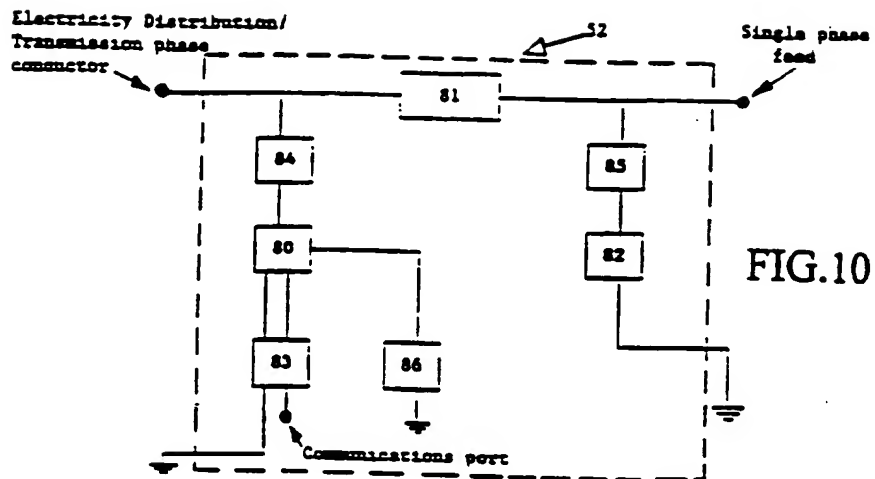 Electricity Distribution/
Transmission phase
conductor
52
Single phase
feed
81
84
85
80
82
FIG.10
83
86
Communications port